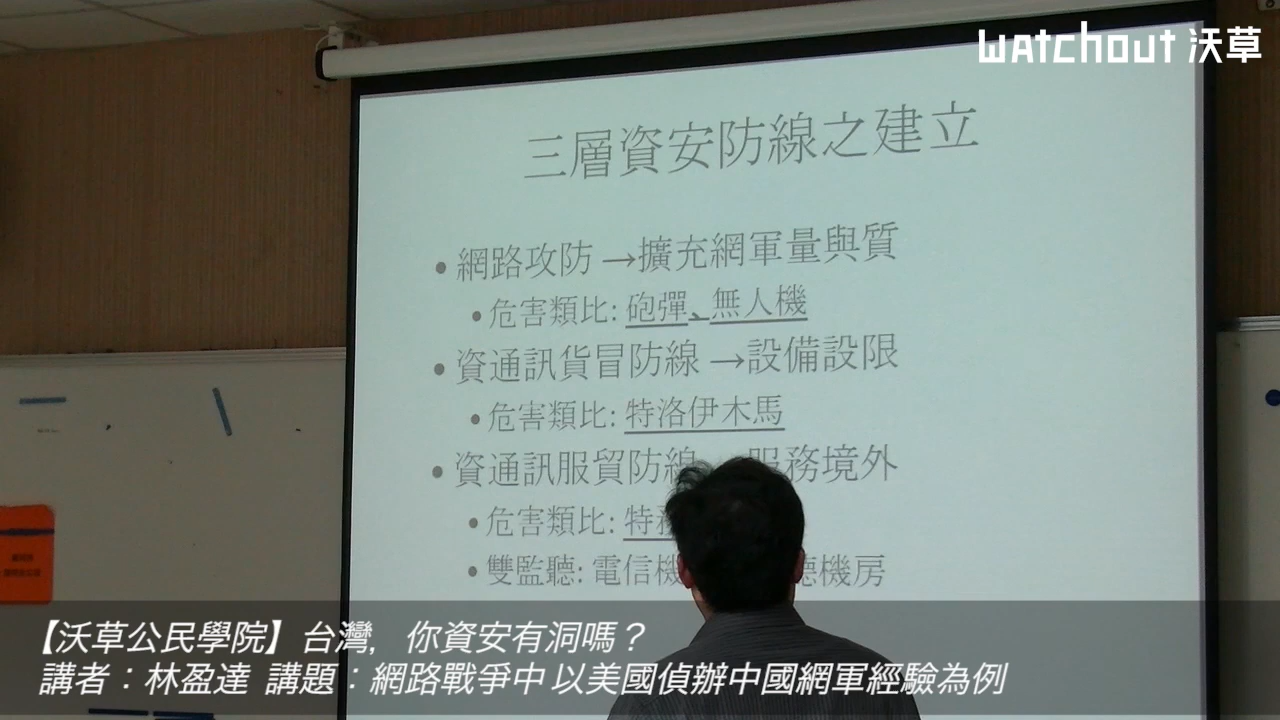 watchout 沃草
三層資安防線之建立
• 網路攻防 →擴充網軍量與質
• 危害類比: 砲彈、無人機
• 資通訊貨冒防線 →設備設限
• 危害類比: 特洛伊木馬
• 資通訊服貿防線 服務境外
• 危害類比: 特務
• 雙監聽: 電信機 聽機房
【沃草公民學院】台灣，你資安有洞嗎？
講者：林盈達 講題：網路戰爭中 以美國偵辦中國網軍經驗為例